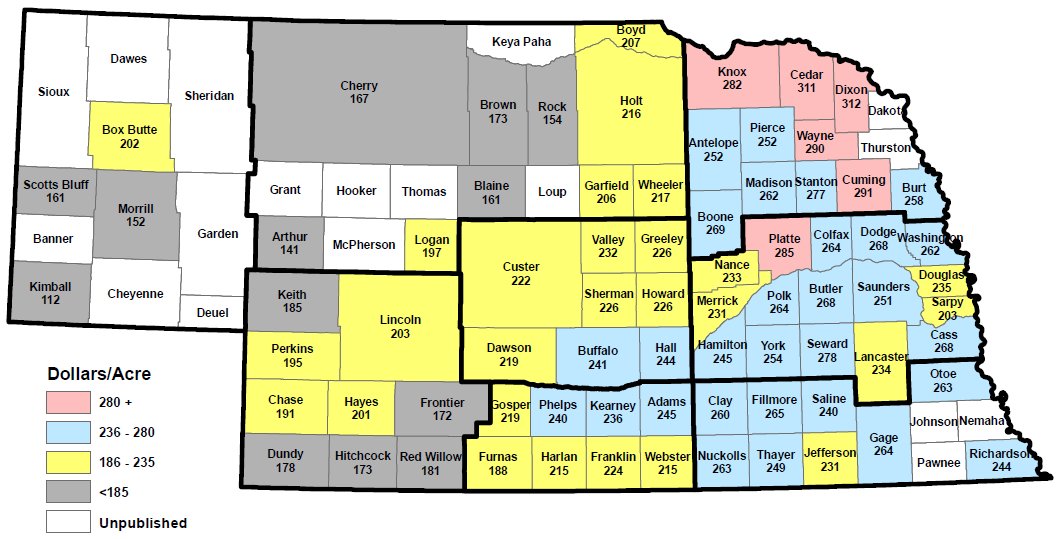 Boyd
207
Keya Paha
Dawes
Knox
282
Cedar
311
Dixon
312
Sioux
Sheridan
Cherry
167
Brown
173
Rock
154
Holt
216
Dakota
Box Butte
202
Antelope
252
Pierce
252
Wayne
290
Thurston
Scotts Bluff
161
Morrill
152
Grant
Hooker
Thomas
Blaine
161
Loup
Garfield
206
Wheeler
217
Madison
262
Stanton
277
Cuming
291
Burt
258
Boone
269
Banner
Garden
Arthur
141
McPherson
Logan
197
Custer
222
Valley
232
Greeley
226
Platte
285
Colfax
264
Dodge
268
Washington
262
Nance
233
Kimball
112
Cheyenne
Deuel
Keith
185
Lincoln
203
Sherman
226
Howard
226
Merrick
231
Polk
264
Butler
268
Saunders
251
Douglas
235
Sarpy
203
Perkins
195
Dawson
219
Buffalo
241
Hall
244
Hamilton
245
York
254
Seward
278
Lancaster
234
Cass
268
Otoe
263
Chase
191
Hayes
201
Frontier
172
Gosper
219
Phelps
240
Kearney
236
Adams
245
Clay
260
Fillmore
265
Saline
240
Johnson
Nemaha
Dundy
178
Hitchcock
173
Red Willow
181
Furnas
188
Harlan
215
Franklin
224
Webster
215
Nuckolls
263
Thayer
249
Jefferson
231
Gage
264
Pawnee
Richardson
244
Dollars/Acre
280 +
236 - 280
186 - 235
<185
Unpublished